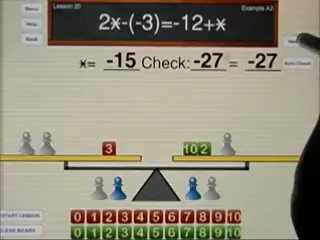 Menu
Lesson 20
Example A2
Help
Back
2x-(-3)=-12+x
x= -15 Check: -27 = -27
3
10 2
START LESSON
0 1 2 3 4 5 6 7 8 9 10
CLEAR BOARD
0 1 2 3 4 5 6 7 8 9 10